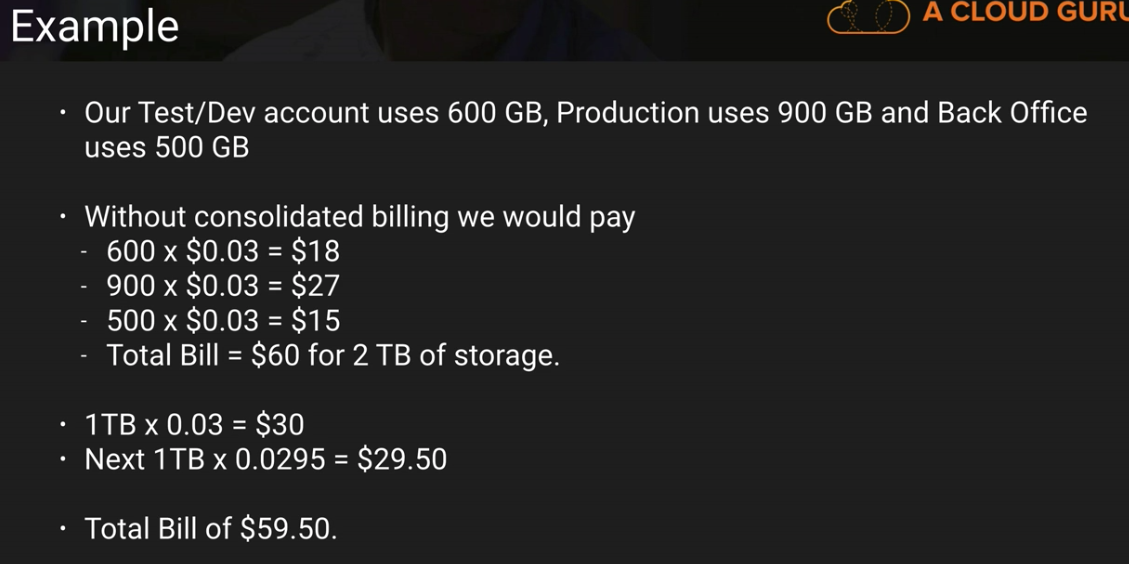 Example
A CLOUD GURU
• Our Test/Dev account uses 600 GB, Production uses 900 GB and Back Office
uses 500 GB
• Without consolidated billing we would pay
- 600 x $0.03 = $18
- 900 x $0.03 = $27
- 500 x $0.03 = $15
- Total Bill = $60 for 2 TB of storage.
• 1TB x 0.03 = $30
• Next 1TB x 0.0295 = $29.50
• Total Bill of $59.50.